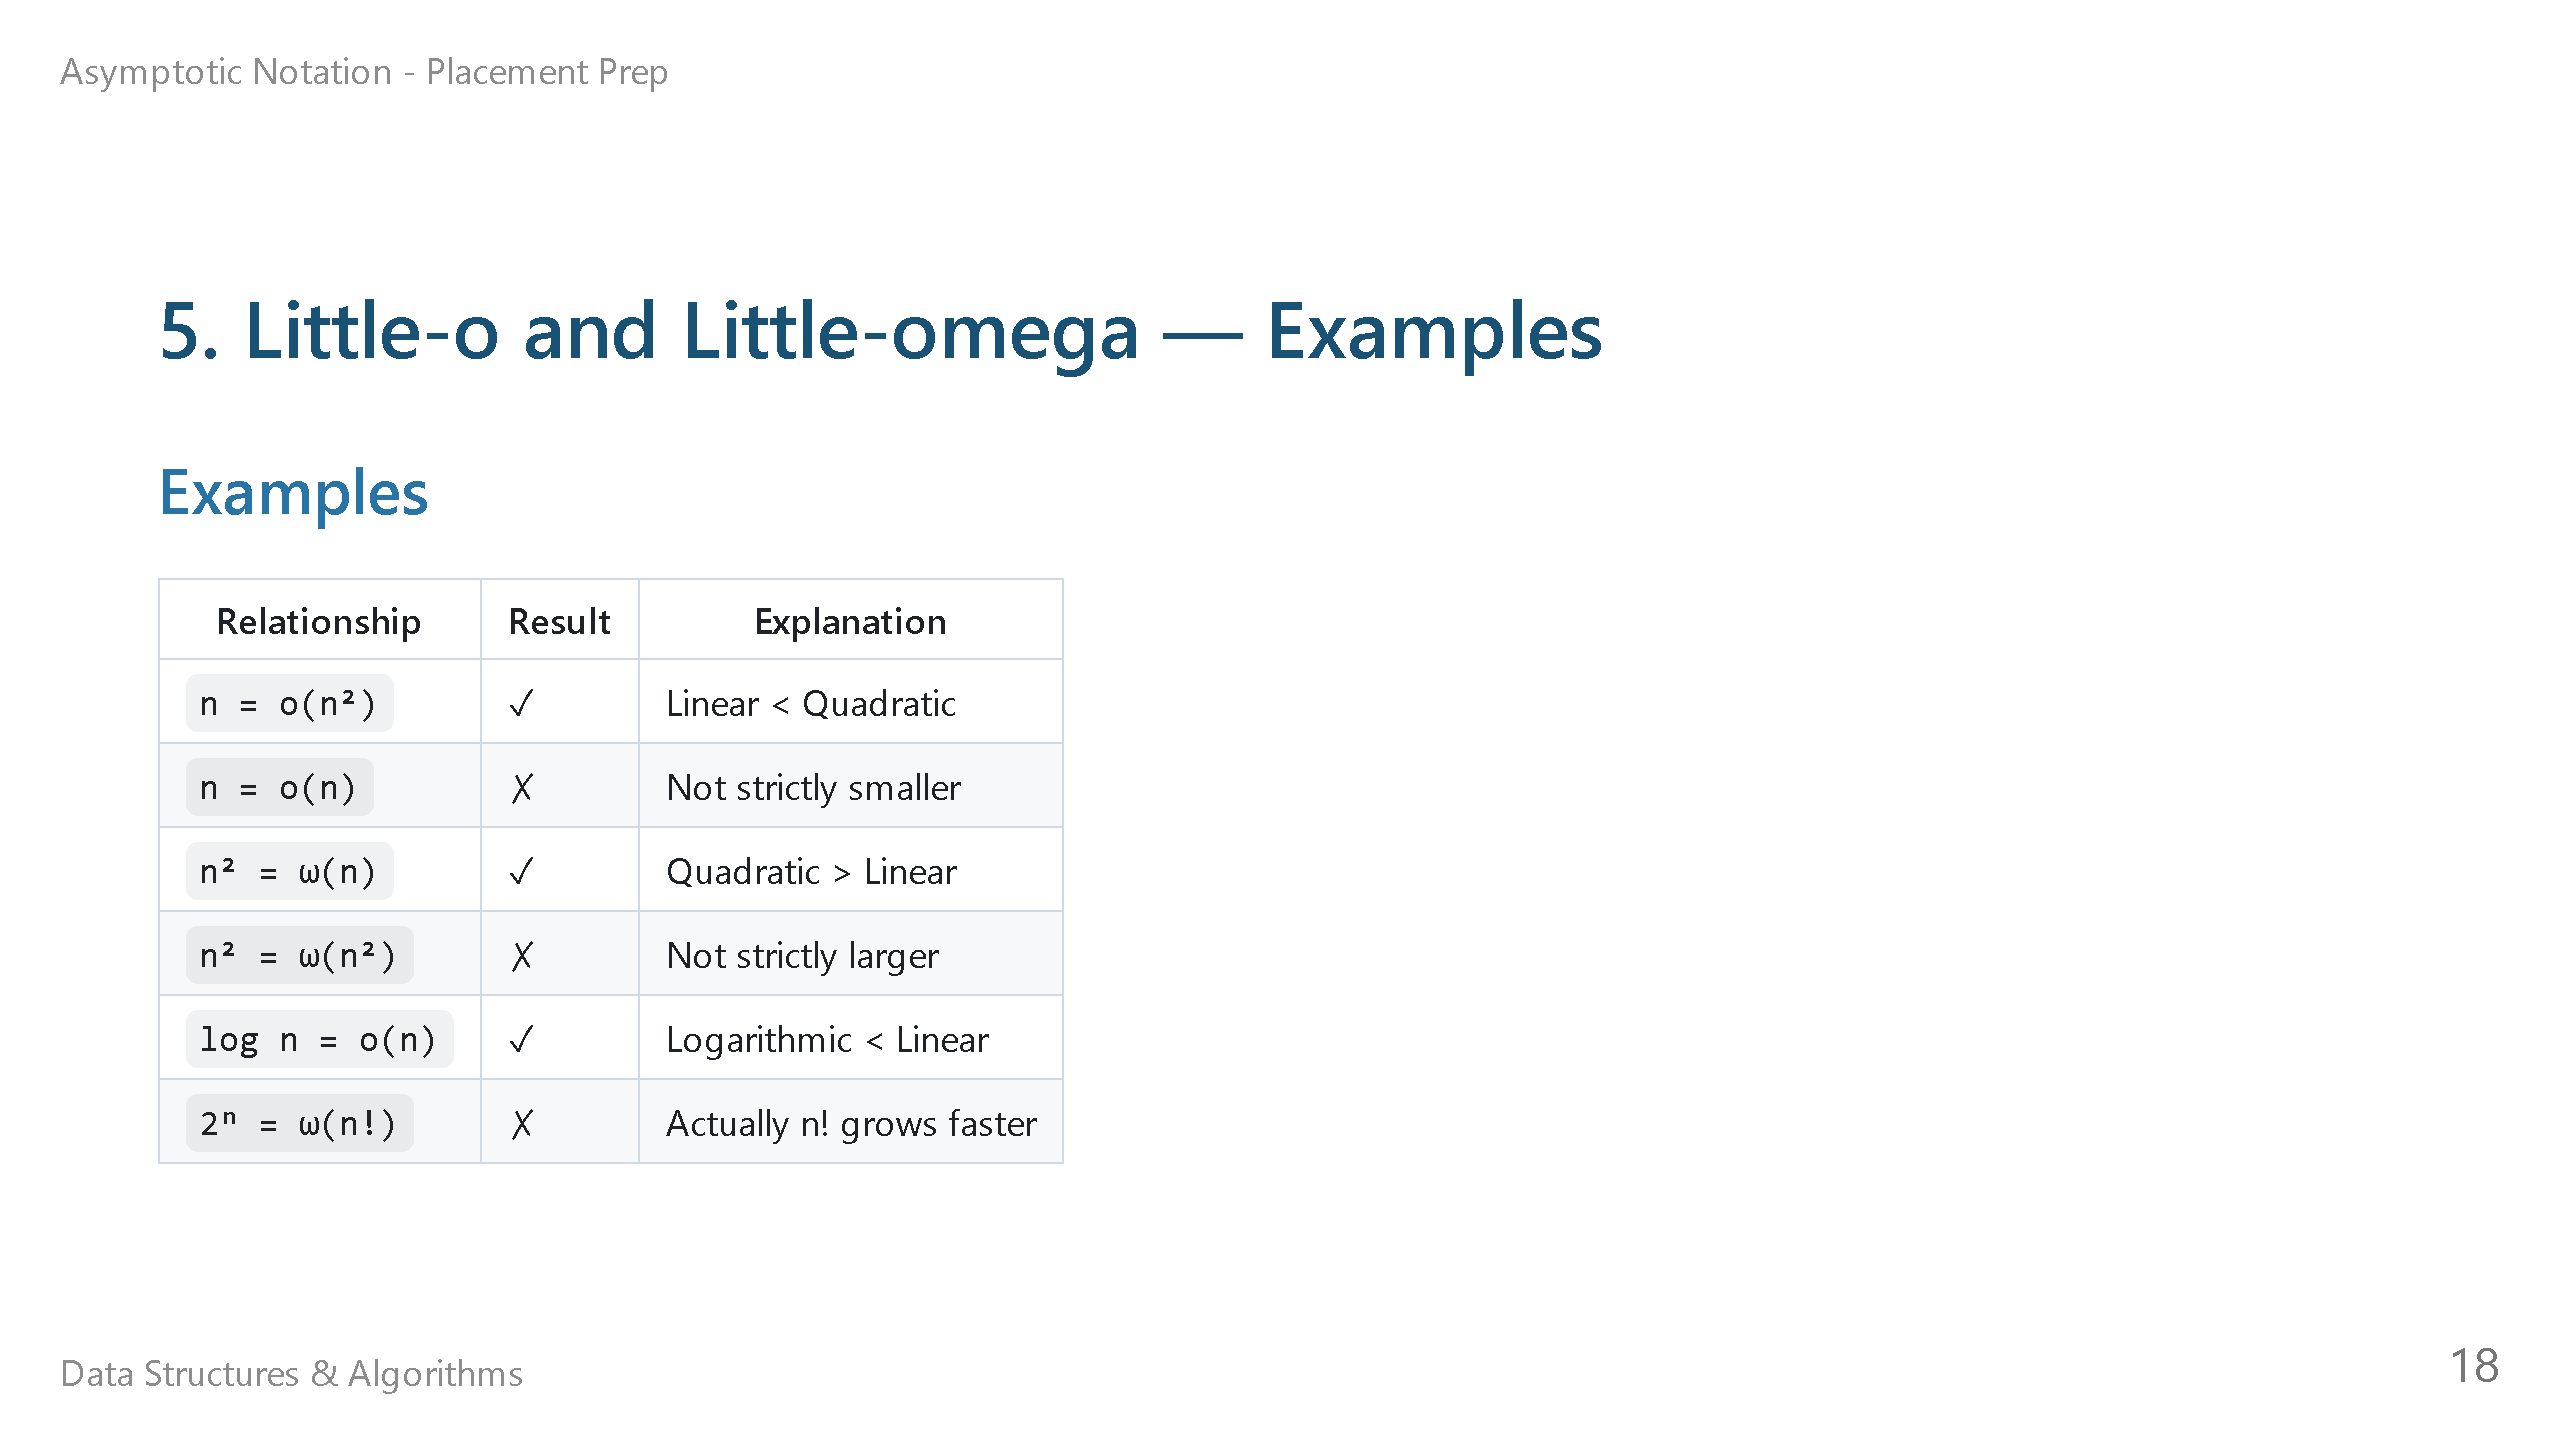 Asymptotic Notation - Placement Prep
5. Little-o and Little-omega — Examples
Examples
Relationship Result Explanation
n = o(n²) ✓ Linear < Quadratic
n = o(n) ✗ Not strictly smaller
n² = ω(n) ✓ Quadratic > Linear
n² = ω(n²) ✗ Not strictly larger
log n = o(n) ✓ Logarithmic < Linear
2ⁿ = ω(n!) ✗ Actually n! grows faster
Data Structures & Algorithms
18